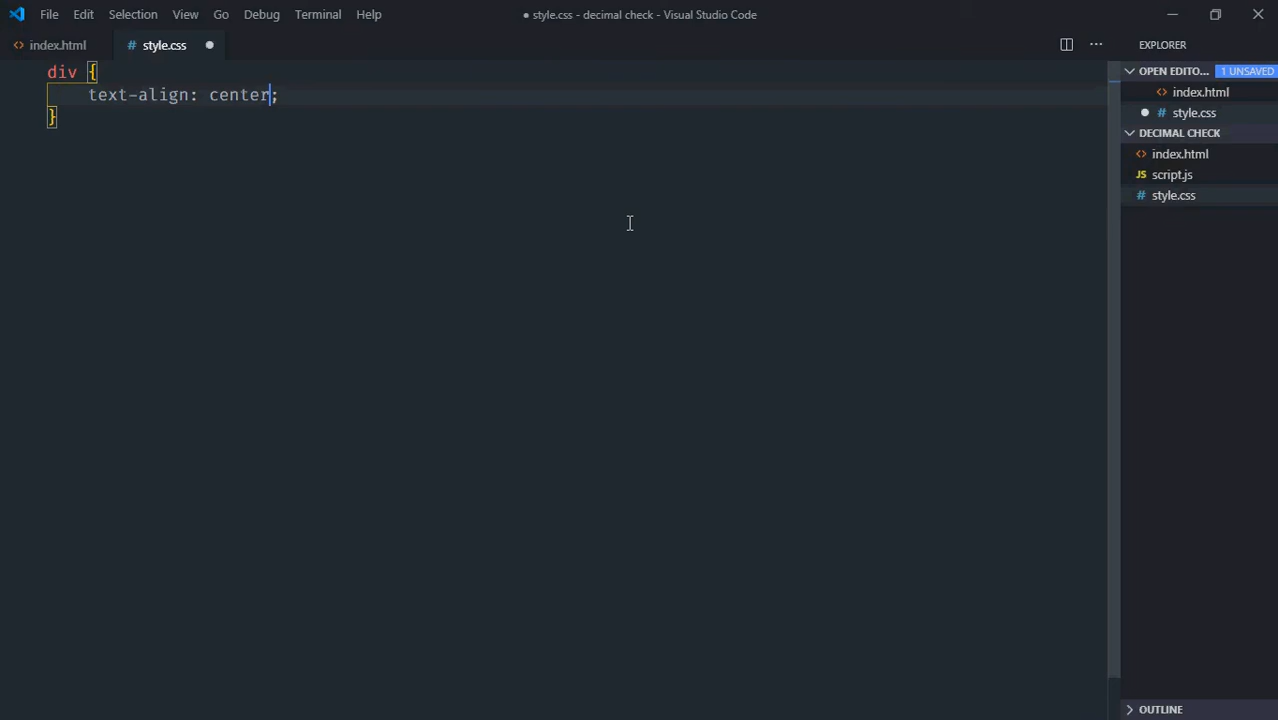 File Edit Selection View Go Debug Terminal Help
● style.css - decimal check - Visual Studio Code
index.html
# style.css ●
EXPLORER
div {
text-align: center;
}
OPEN EDITO... 1 UNSAVED
index.html
● # style.css
DECIMAL CHECK
index.html
JS script.js
# style.css
OUTLINE